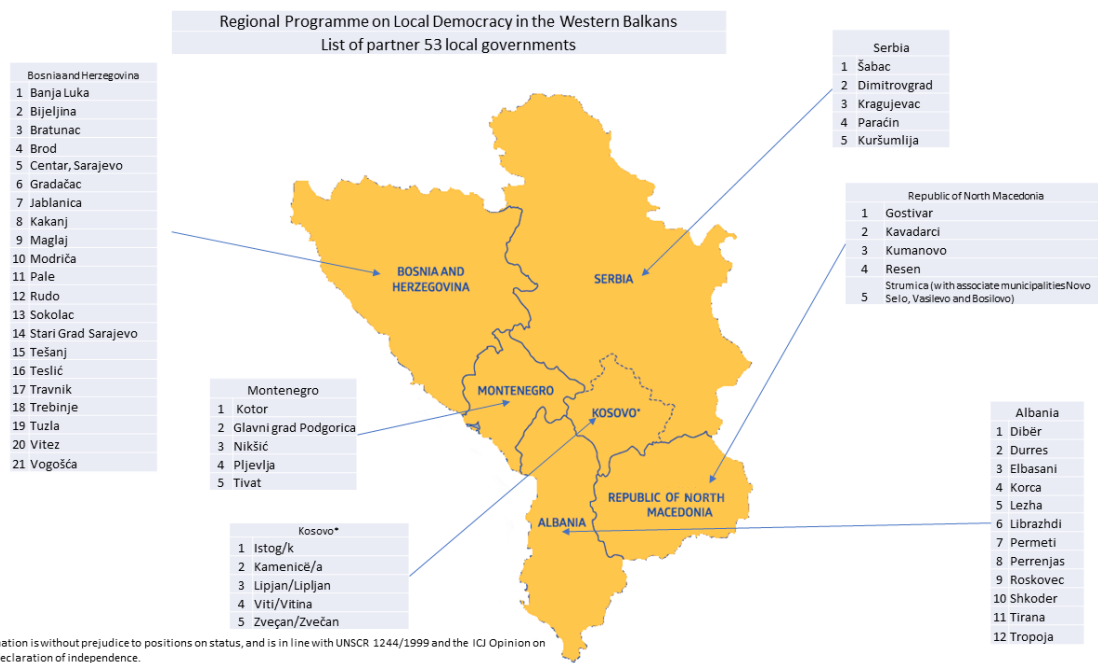 Regional Programme on Local Democracy in the Western Balkans
List of partner 53 local governments
Bosnia and Herzegovina
1 Banja Luka
2 Bijeljina
3 Bratunac
4 Brod
5 Centar, Sarajevo
6 Gradačac
7 Jablanica
8 Kakanj
9 Maglaj
10 Modriča
11 Pale
12 Rudo
13 Sokolac
14 Stari Grad Sarajevo
15 Tešanj
16 Teslić
17 Travnik
18 Trebinje
19 Tuzla
20 Vitez
21 Vogošća
Serbia
1 Šabac
2 Dimitrovgrad
3 Kragujevac
4 Paraćin
5 Kuršumlija
Republic of North Macedonia
1 Gostivar
2 Kavadarci
3 Kumanovo
4 Resen
5 Strumica (with associate municipalities Novo
Selo, Vasilevo and Bosilovo)
BOSNIA AND
HERZEGOVINA
SERBIA
MONTENEGRO
KOSOVO*
REPUBLIC OF NORTH
MACEDONIA
ALBANIA
Montenegro
1 Kotor
2 Glavni grad Podgorica
3 Nikšić
4 Pljevlja
5 Tivat
Kosovo*
1 Istog/k
2 Kamenicë/a
3 Lipjan/Lipljan
4 Viti/Vitina
5 Zveçan/Zvečan
Albania
1 Dibër
2 Durres
3 Elbasani
4 Korca
5 Lezha
6 Librazhdi
7 Permeti
8 Perrenjas
9 Roskovec
10 Shkoder
11 Tirana
12 Tropoja
nation is without prejudice to positions on status, and is in line with UNSCR 1244/1999 and the ICJ Opinion on
eclaration of independence.